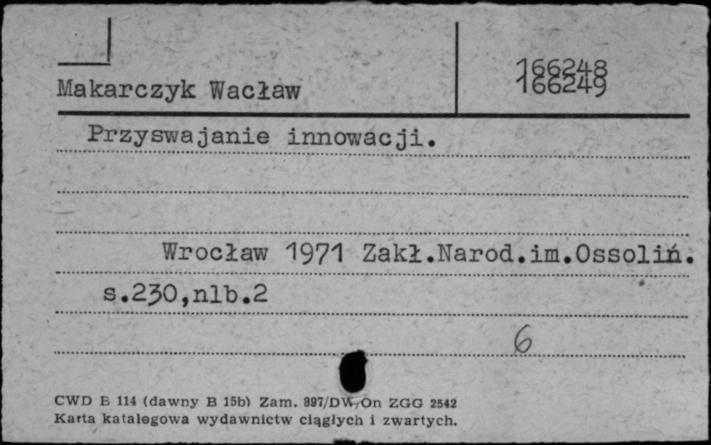 166248
Makarczyk Wacław 166249
Przyswajanie innowacji.
Wrocław 1971 Zakł.Narod.im.Ossoliń.
s.230,nlb.2
6
CWD B 114 (dawny B 15b) Zam. 897/DW/On ZGG 2542
Karta katalogowa wydawnictw ciągłych i zwartych.